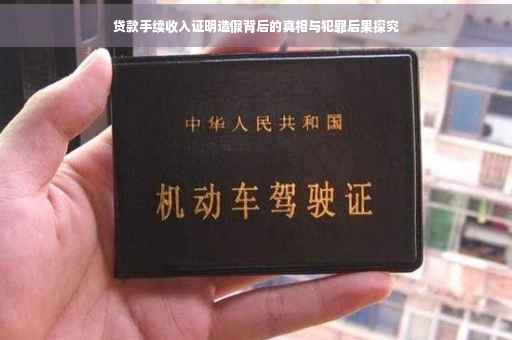 贷款手续收入证明造假背后的真相与犯罪后果探究
中华人民共和国
机动车驾驶证